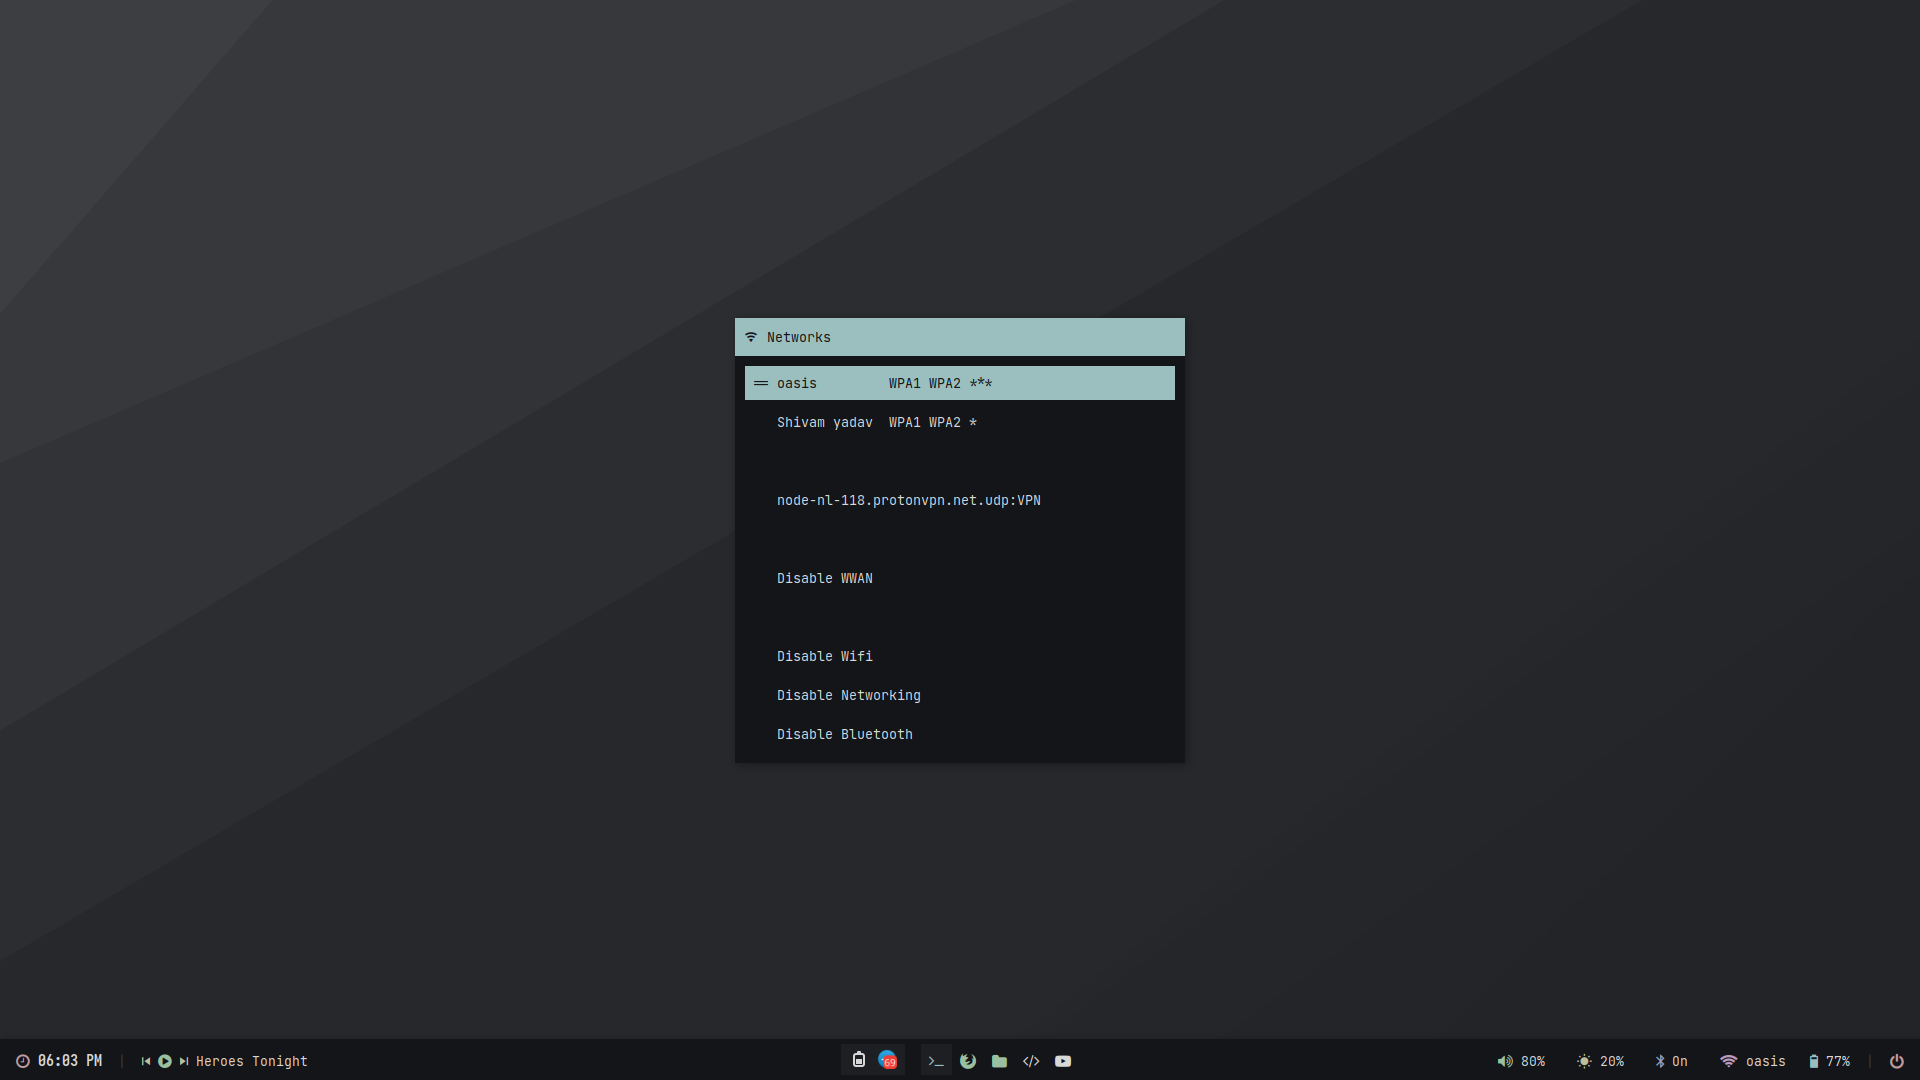 Networks
oasis WPA1 WPA2 ***
Shivam yadav WPA1 WPA2 *
node-nl-118.protonvpn.net.udp:VPN
Disable WWAN
Disable Wifi
Disable Networking
Disable Bluetooth
06:03 PM | Heroes Tonight 69 >_ </> 80% 20% On oasis 77% |